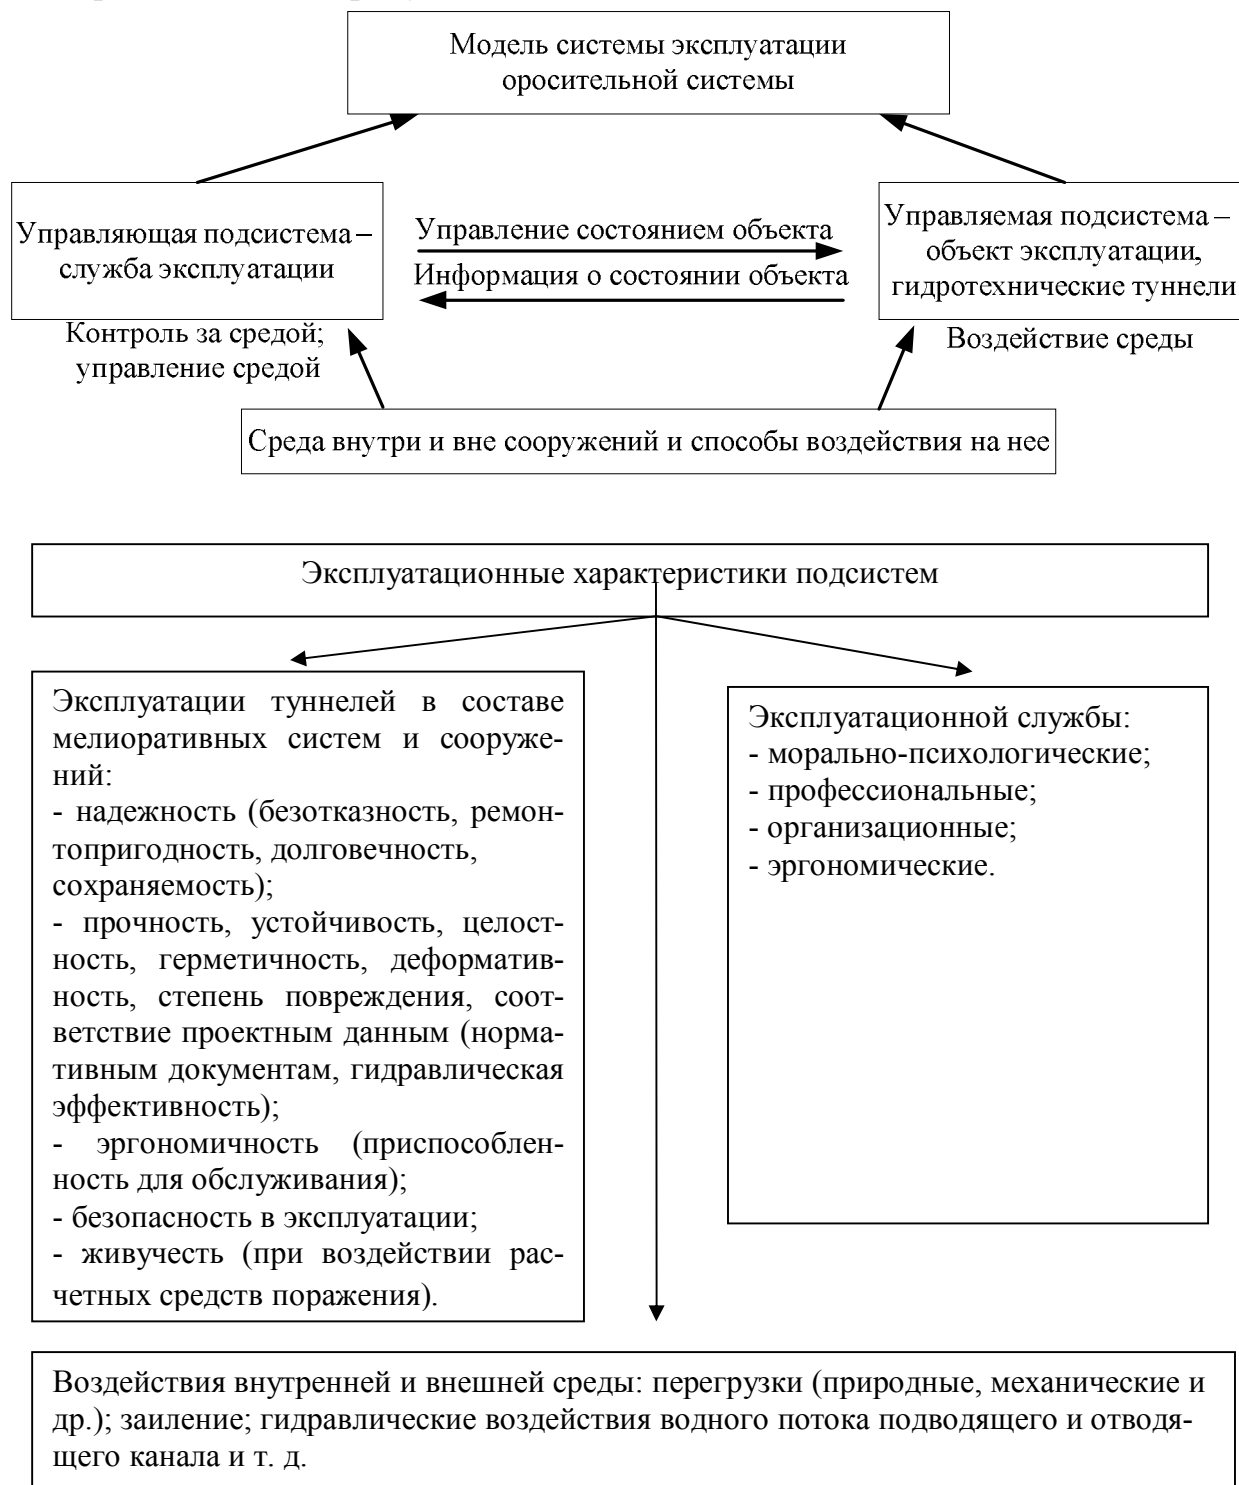 Модель системы эксплуатации
оросительной системы
Управляющая подсистема –
служба эксплуатации
Управление состоянием объекта
Информация о состоянии объекта
Управляемая подсистема –
объект эксплуатации,
гидротехнические туннели
Контроль за средой;
управление средой
Воздействие среды
Среда внутри и вне сооружений и способы воздействия на нее
Эксплуатационные характеристики подсистем
Эксплуатации туннелей в составе
мелиоративных систем и сооруже-
ний:
- надежность (безотказность, ремон-
топригодность, долговечность,
сохраняемость);
- прочность, устойчивость, целост-
ность, герметичность, деформатив-
ность, степень повреждения, соот-
ветствие проектным данным (норма-
тивным документам, гидравлическая
эффективность);
- эргономичность (приспособлен-
ность для обслуживания);
- безопасность в эксплуатации;
- живучесть (при воздействии рас-
четных средств поражения).
Эксплуатационной службы:
- морально-психологические;
- профессиональные;
- организационные;
- эргономические.
Воздействия внутренней и внешней среды: перегрузки (природные, механические и
др.); заиление; гидравлические воздействия водного потока подводящего и отводя-
щего канала и т. д.